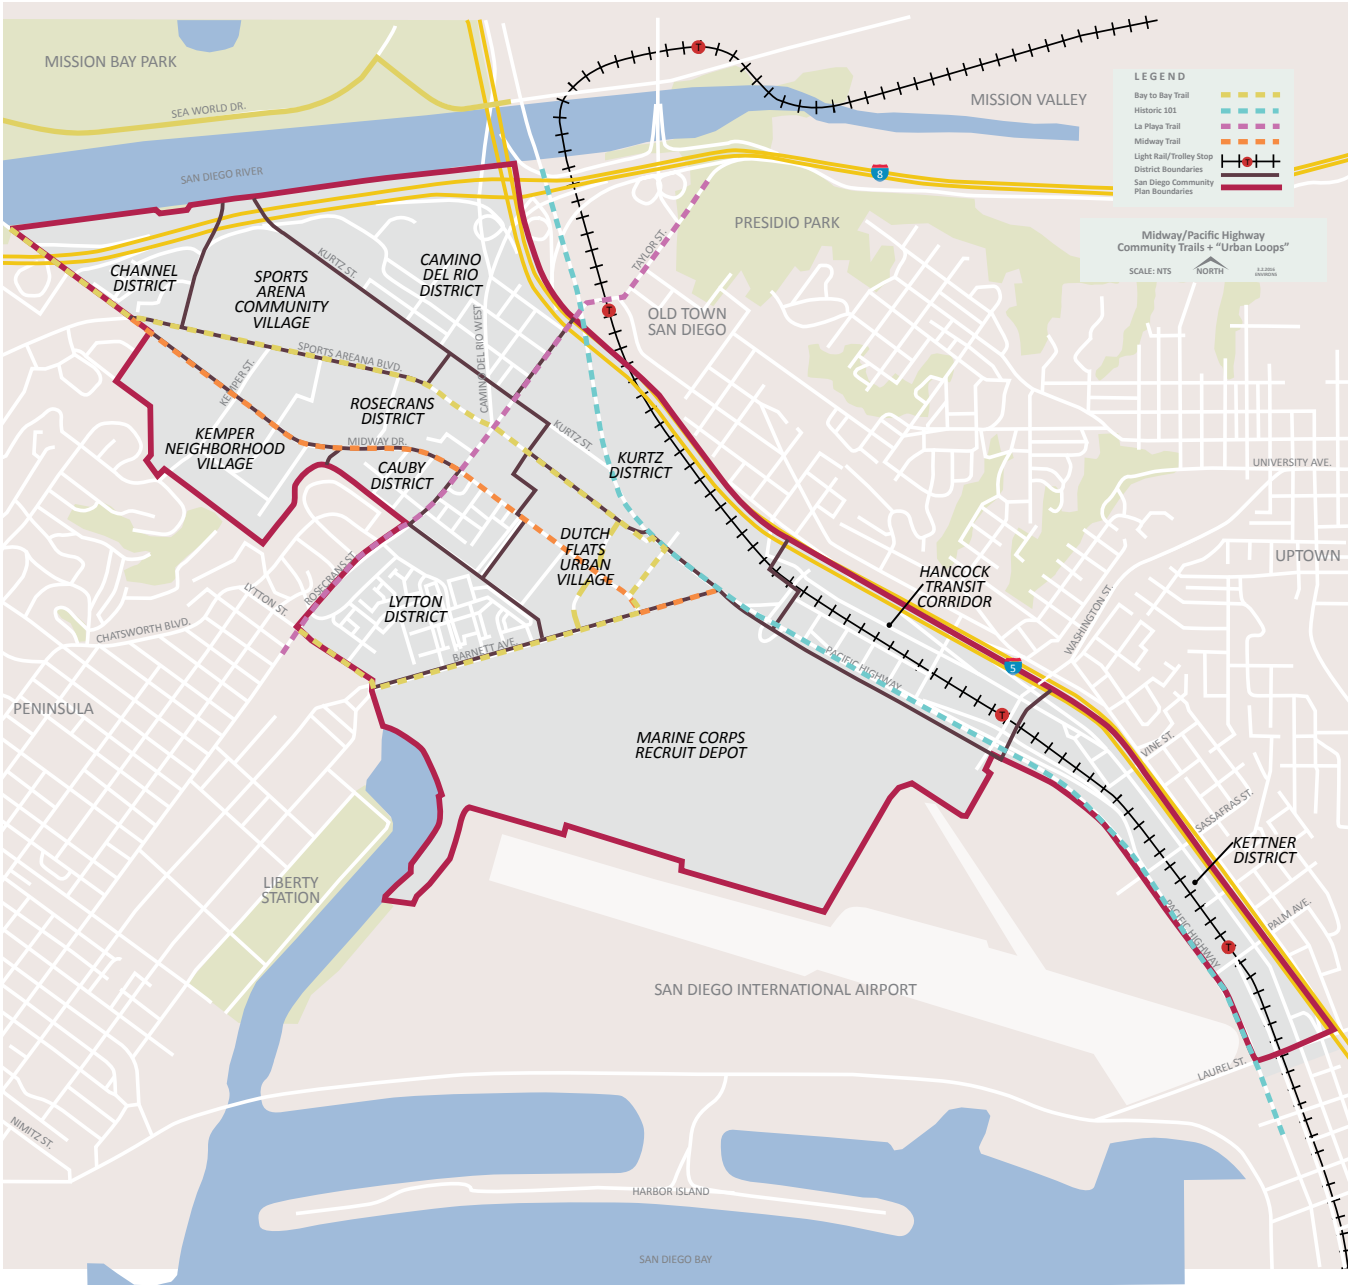 MISSION BAY PARK
SEA WORLD DR.
SAN DIEGO RIVER
T
MISSION VALLEY
8
LEGEND
Bay to Bay Trail
Historic 101
La Playa Trail
Midway Trail
Light Rail/Trolley Stop
T
District Boundaries
San Diego Community
Plan Boundaries
Midway/Pacific Highway
Community Trails + "Urban Loops"
SCALE: NTS
NORTH
3.2.2016
ENVIRONS
PRESIDIO PARK
TAYLOR ST.
KURTZ ST.
CHANNEL
DISTRICT
SPORTS
ARENA
COMMUNITY
VILLAGE
CAMINO
DEL RIO
DISTRICT
CAMINO DEL RIO WEST
T
OLD TOWN
SAN DIEGO
SPORTS AREANA BLVD.
KEMPER ST.
ROSECRANS
DISTRICT
KEMPER
NEIGHBORHOOD
VILLAGE
MIDWAY DR.
KURTZ ST.
CAUBY
DISTRICT
KURTZ
DISTRICT
UNIVERSITY AVE.
UPTOWN
DUTCH
FLATS
URBAN
VILLAGE
HANCOCK
TRANSIT
CORRIDOR
WASHINGTON ST.
LYTTON ST.
ROSECRANS ST.
LYTTON
DISTRICT
CHATSWORTH BLVD.
BARNETT AVE.
PACIFIC HIGHWAY
5
PENINSULA
T
MARINE CORPS
RECRUIT DEPOT
VINE ST.
SASSAFRAS ST.
KETTNER
DISTRICT
LIBERTY
STATION
PACIFIC HIGHWAY
PALM AVE.
T
SAN DIEGO INTERNATIONAL AIRPORT
LAUREL ST.
NIMITZ ST.
HARBOR ISLAND
SAN DIEGO BAY